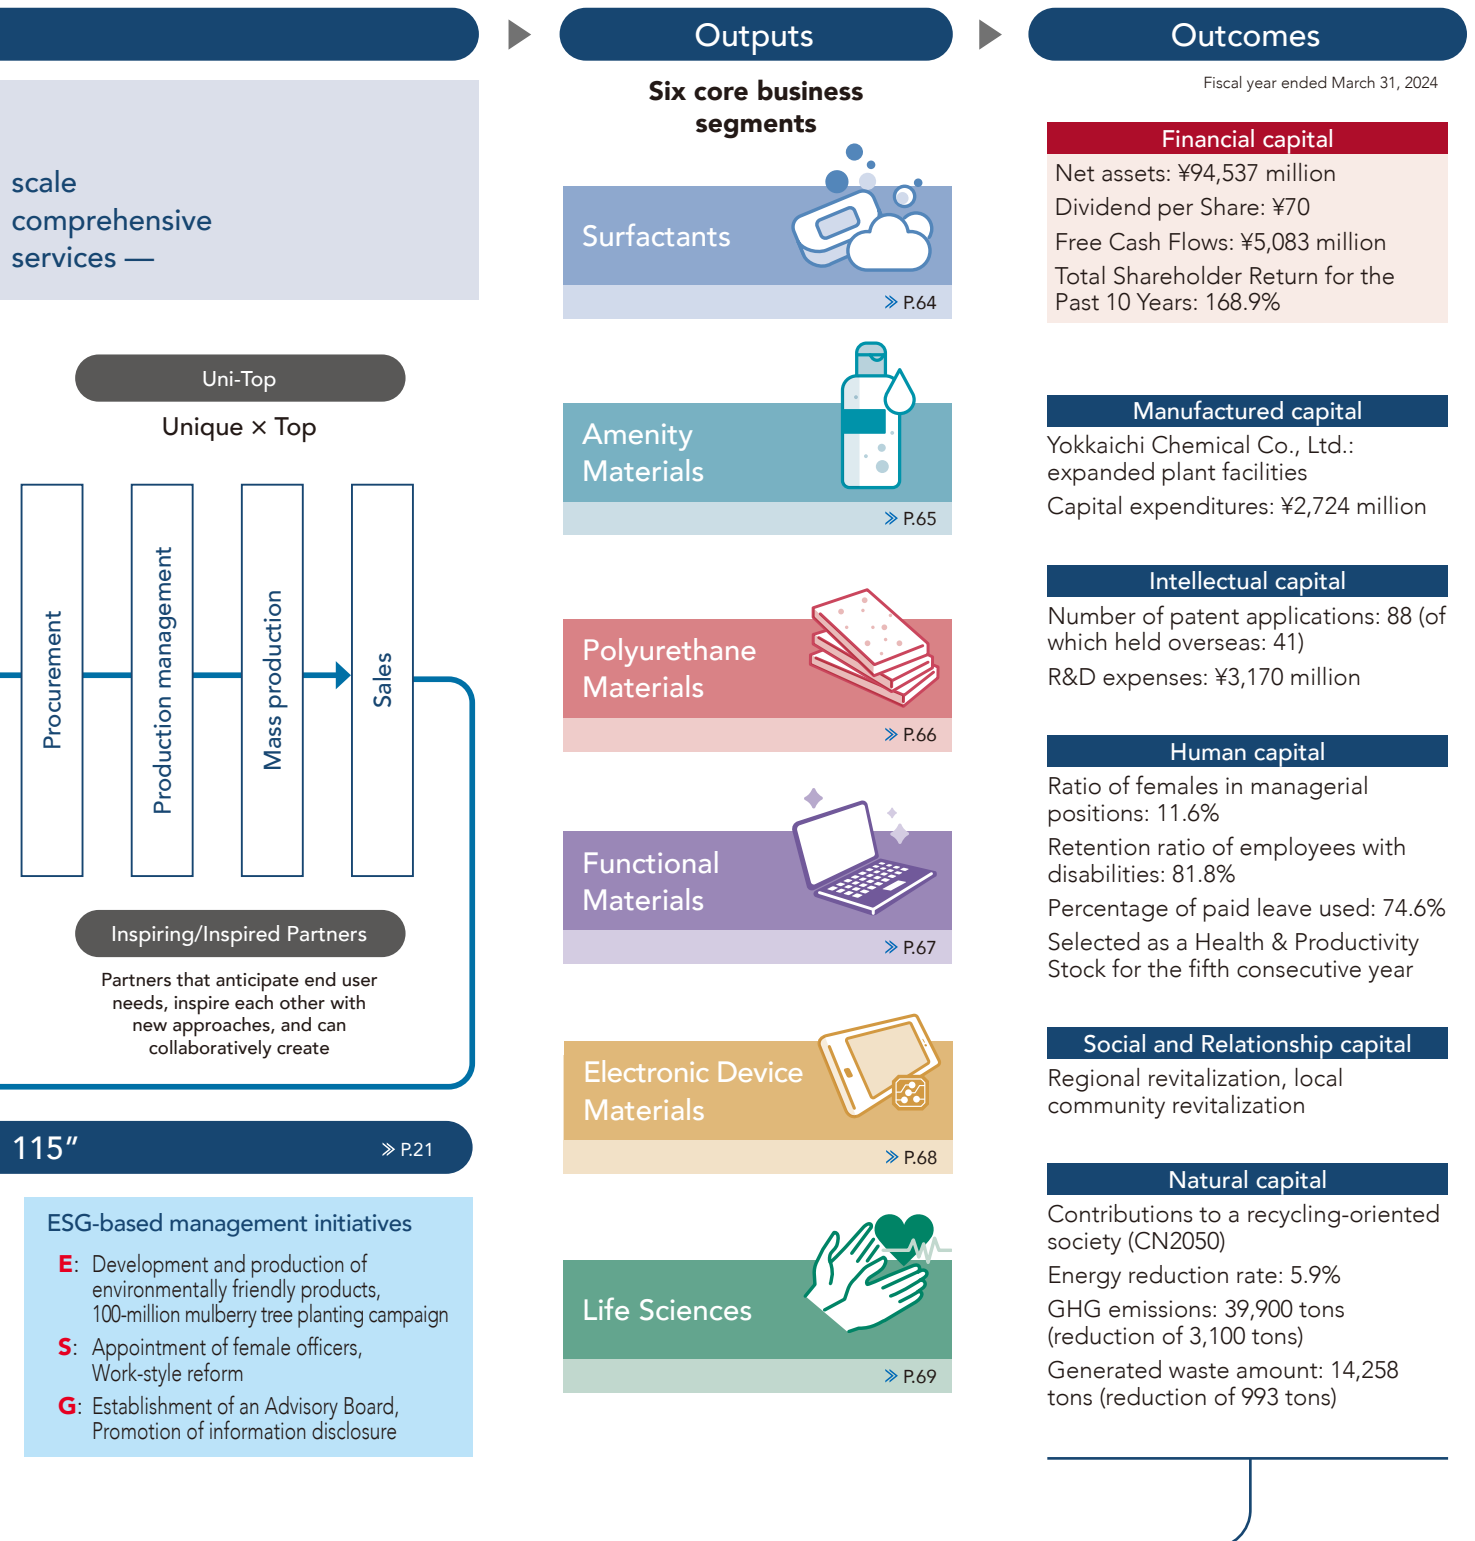 scale
comprehensive
services —
Uni-Top
Unique × Top
Procurement
Production management
Mass production
Sales
Inspiring/Inspired Partners
Partners that anticipate end user
needs, inspire each other with
new approaches, and can
collaboratively create
115”
≫ P.21
ESG-based management initiatives
E: Development and production of
environmentally friendly products,
100-million mulberry tree planting campaign
S: Appointment of female officers,
Work-style reform
G: Establishment of an Advisory Board,
Promotion of information disclosure
Outputs
Six core business
segments
Surfactants
≫ P.64
Amenity
Materials
≫ P.65
Polyurethane
Materials
≫ P.66
Functional
Materials
≫ P.67
Electronic Device
Materials
≫ P.68
Life Sciences
≫ P.69
Outcomes
Fiscal year ended March 31, 2024
Financial capital
Net assets: ¥94,537 million
Dividend per Share: ¥70
Free Cash Flows: ¥5,083 million
Total Shareholder Return for the
Past 10 Years: 168.9%
Manufactured capital
Yokkaichi Chemical Co., Ltd.:
expanded plant facilities
Capital expenditures: ¥2,724 million
Intellectual capital
Number of patent applications: 88 (of
which held overseas: 41)
R&D expenses: ¥3,170 million
Human capital
Ratio of females in managerial
positions: 11.6%
Retention ratio of employees with
disabilities: 81.8%
Percentage of paid leave used: 74.6%
Selected as a Health & Productivity
Stock for the fifth consecutive year
Social and Relationship capital
Regional revitalization, local
community revitalization
Natural capital
Contributions to a recycling-oriented
society (CN2050)
Energy reduction rate: 5.9%
GHG emissions: 39,900 tons
(reduction of 3,100 tons)
Generated waste amount: 14,258
tons (reduction of 993 tons)